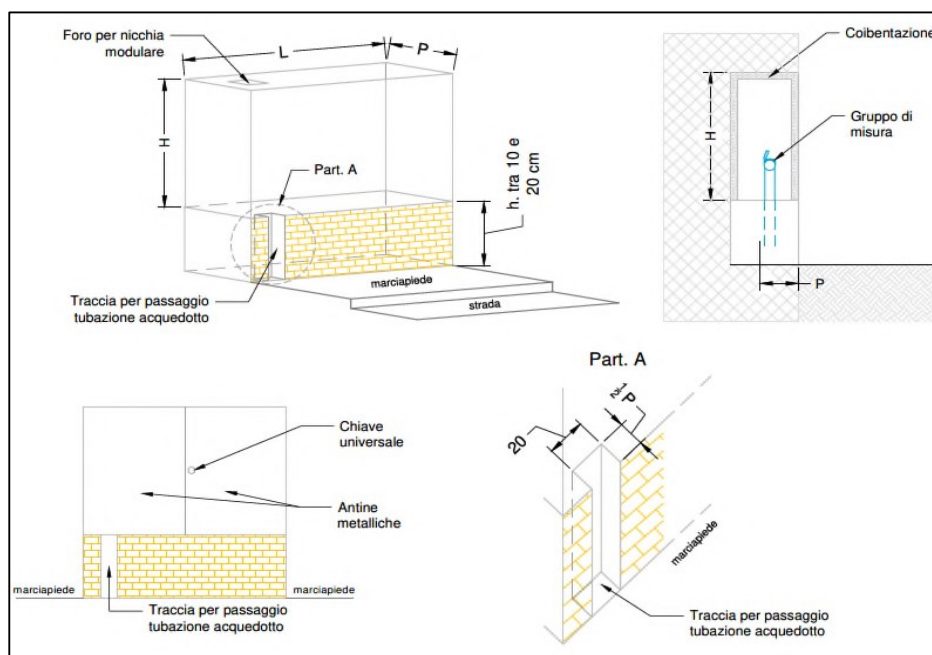 Foro per nicchia
modulare
L
P
H
Part. A
h. tra 10 e
20 cm
Traccia per passaggio
tubazione acquedotto
marciapiede
strada
Coibentazione
H
Gruppo di
misura
P
Chiave
universale
Antine
metalliche
marciapiede
marciapiede
Traccia per passaggio
tubazione acquedotto
Part. A
20
½ P
marciapiede
Traccia per passaggio
tubazione acquedotto